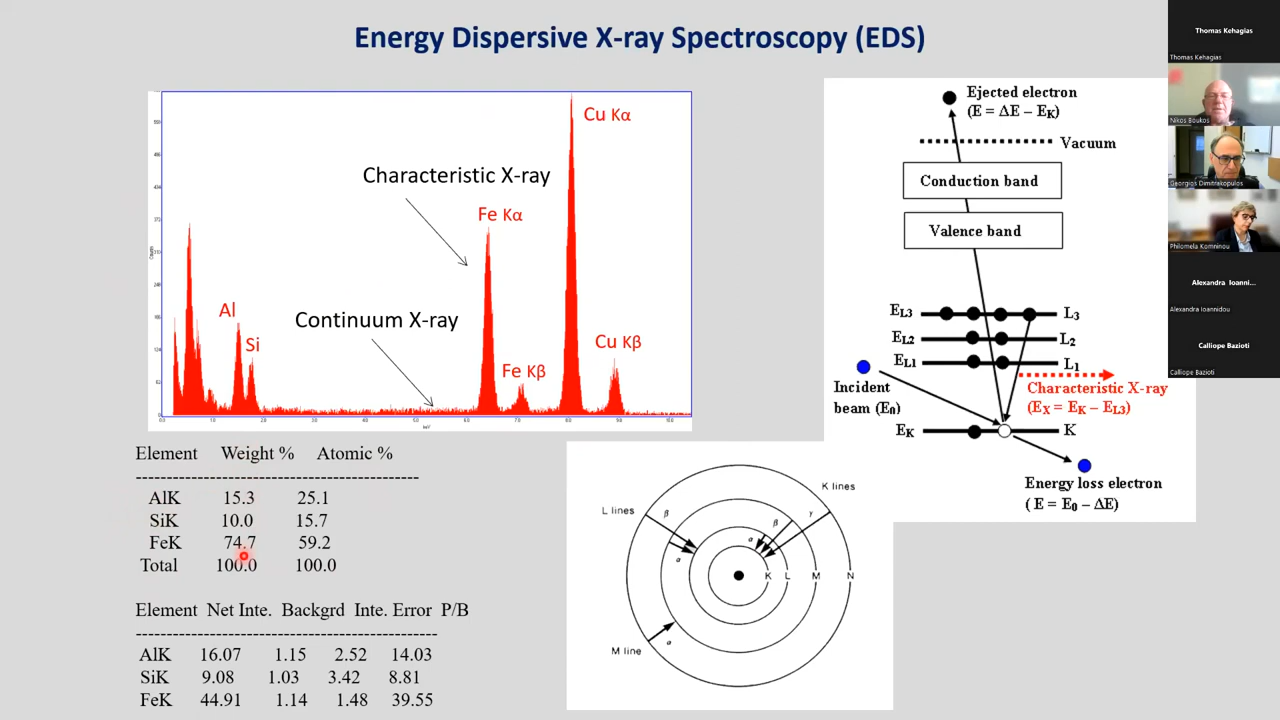 Energy Dispersive X-ray Spectroscopy (EDS)
Cu Kα
Characteristic X-ray
Fe Kα
Al
Continuum X-ray
Si
Cu Kβ
Fe Kβ
Counts
keV
Element Weight % Atomic %
-------------------------------------------------
AlK 15.3 25.1
SiK 10.0 15.7
FeK 74.7 59.2
Total 100.0 100.0
Element Net Inte. Backgrd Inte. Error P/B
-------------------------------------------------
AlK 16.07 1.15 2.52 14.03
SiK 9.08 1.03 3.42 8.81
FeK 44.91 1.14 1.48 39.55
Ejected electron
(E = ΔE – EK)
Vacuum
Conduction band
Valence band
EL3 L3
EL2 L2
EL1 L1
Incident
beam (E0)
Characteristic X-ray
(EX = EK – EL3)
EK K
Energy loss electron
( E = E0 – ΔE)
K lines
L lines
β
β
γ
α
α
K L M N
M line
α
Thomas Kehagias
Thomas Kehagias
Nikos Boukos
Georgios Dimitrakopulos
Philomela Komninou
Alexandra Ioanni...
Alexandra Ioannidou
Calliope Bazioti
Calliope Bazioti